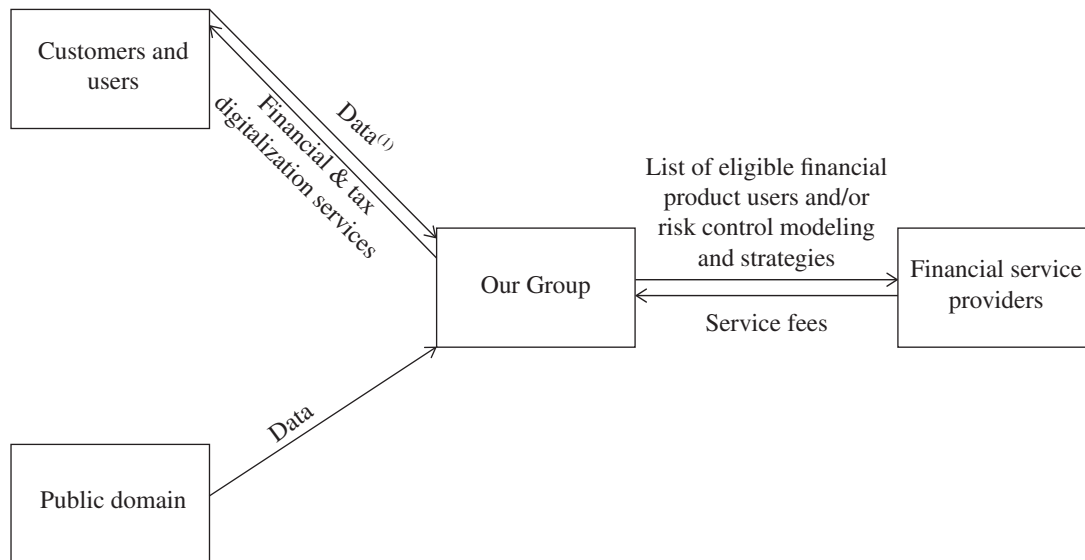 Customers and
users
Data(1)
Financial & tax
digitalization services
List of eligible financial
product users and/or
risk control modeling
and strategies
Our Group
Financial service
providers
Service fees
Data
Public domain